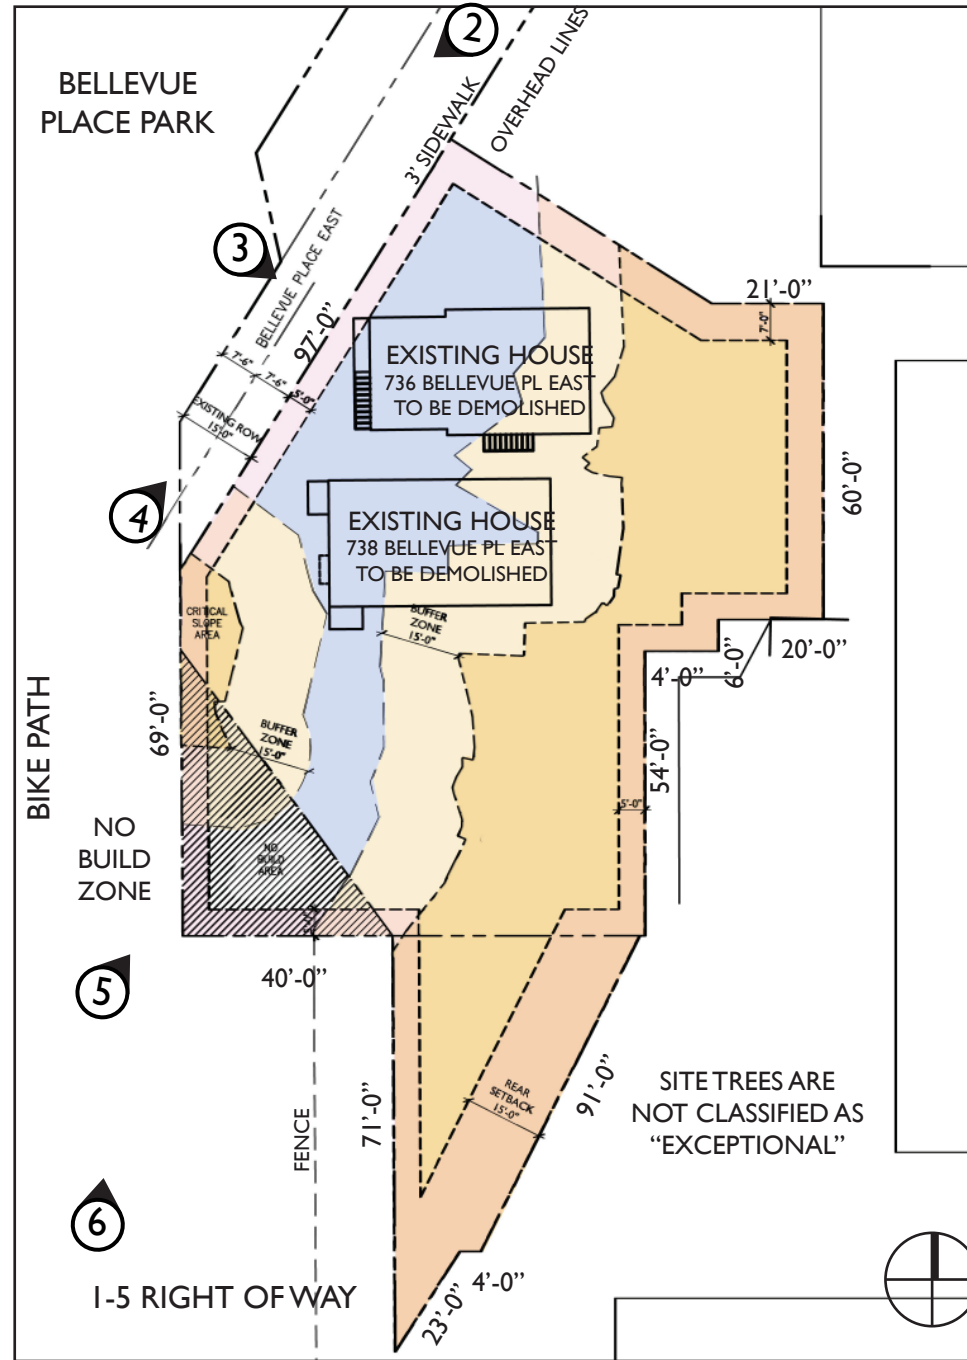 2
BELLEVUE
PLACE PARK
3' SIDEWALK
OVERHEAD LINES
3
BELLEVUE PLACE EAST
97'-0"
21'-0"
7'-0"
7'-6"
7'-6"
5'-0"
EXISTING ROW
15'-0"
EXISTING HOUSE
736 BELLEVUE PL EAST
TO BE DEMOLISHED
60'-0"
4
EXISTING HOUSE
738 BELLEVUE PL EAST
TO BE DEMOLISHED
CRITICAL
SLOPE
AREA
BUFFER
ZONE
15'-0"
20'-0"
6'-0"
4'-0"
BIKE PATH
69'-0"
BUFFER
ZONE
15'-0"
54'-0"
5'-0"
NO
BUILD
ZONE
NO
BUILD
AREA
5'-0"
40'-0"
5
FENCE
71'-0"
REAR
SETBACK
15'-0"
91'-0"
SITE TREES ARE
NOT CLASSIFIED AS
"EXCEPTIONAL"
6
I-5 RIGHT OF WAY
23'-0"
4'-0"